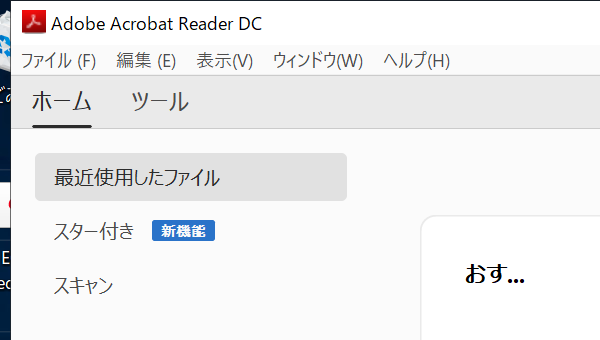 Adobe Acrobat Reader DC
ファイル (F) 編集 (E) 表示(V) ウィンドウ(W) ヘルプ(H)
ホーム ツール
最近使用したファイル
スター付き 新機能
スキャン
おす...